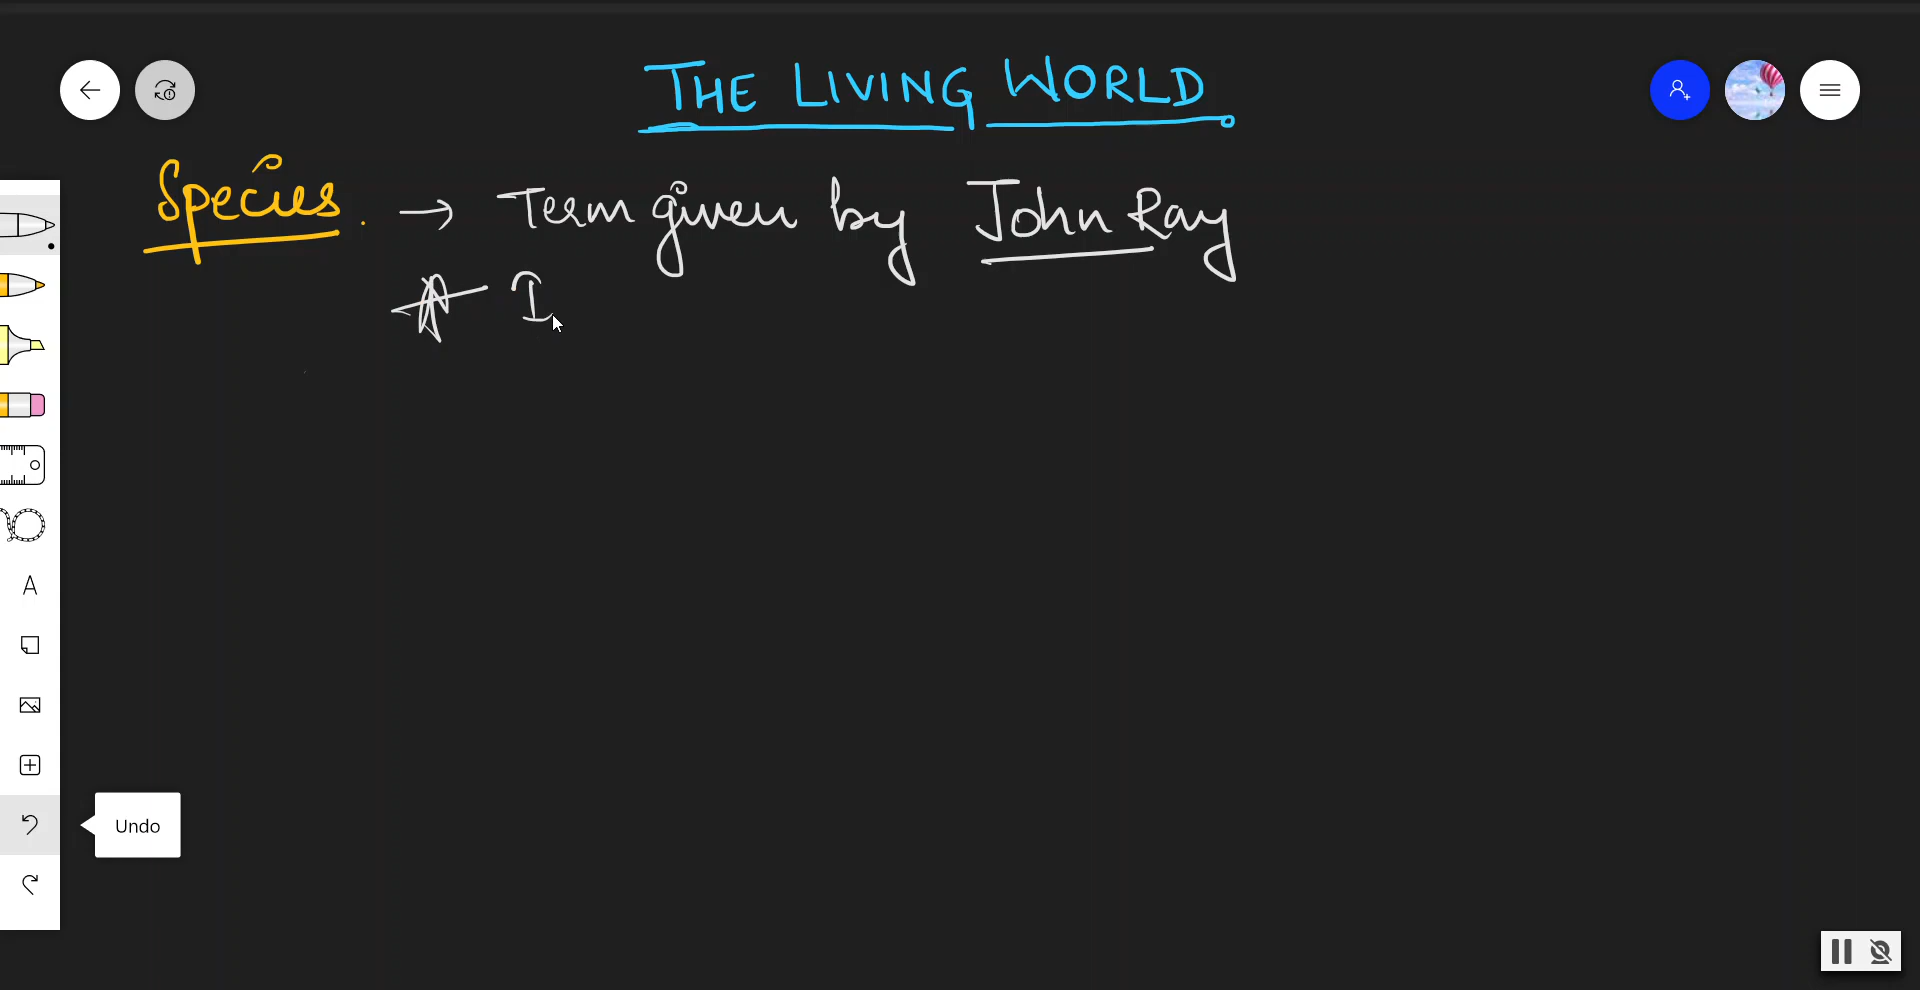 THE LIVING WORLD
Species. → Term given by John Ray
I
A
Undo